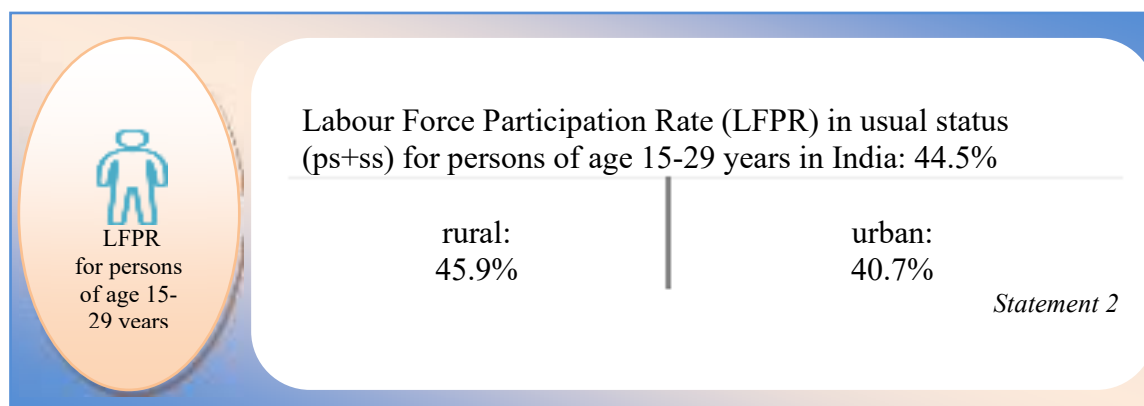 LFPR
for persons
of age 15-
29 years
Labour Force Participation Rate (LFPR) in usual status
(ps+ss) for persons of age 15-29 years in India: 44.5%
rural:
45.9%
urban:
40.7%
Statement 2